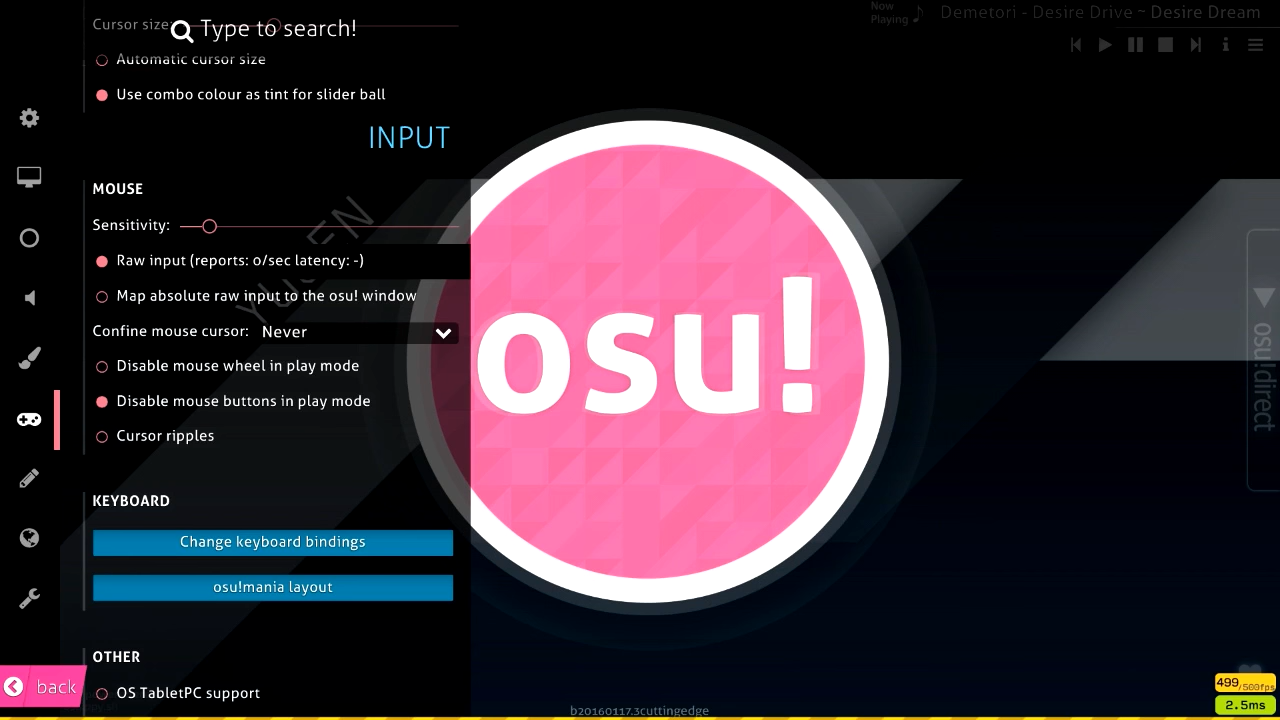 Cursor size:
Type to search!
Now Playing
Demetori - Desire Drive ~ Desire Dream
Automatic cursor size
Use combo colour as tint for slider ball
INPUT
MOUSE
Sensitivity:
Raw input (reports: 0/sec latency: -)
Map absolute raw input to the osu! window
Confine mouse cursor: Never
Disable mouse wheel in play mode
Disable mouse buttons in play mode
Cursor ripples
KEYBOARD
Change keyboard bindings
osu!mania layout
OTHER
back
OS TabletPC support
osu!
osu!direct
499/500fps
2.5ms
b20160117.3cuttingedge